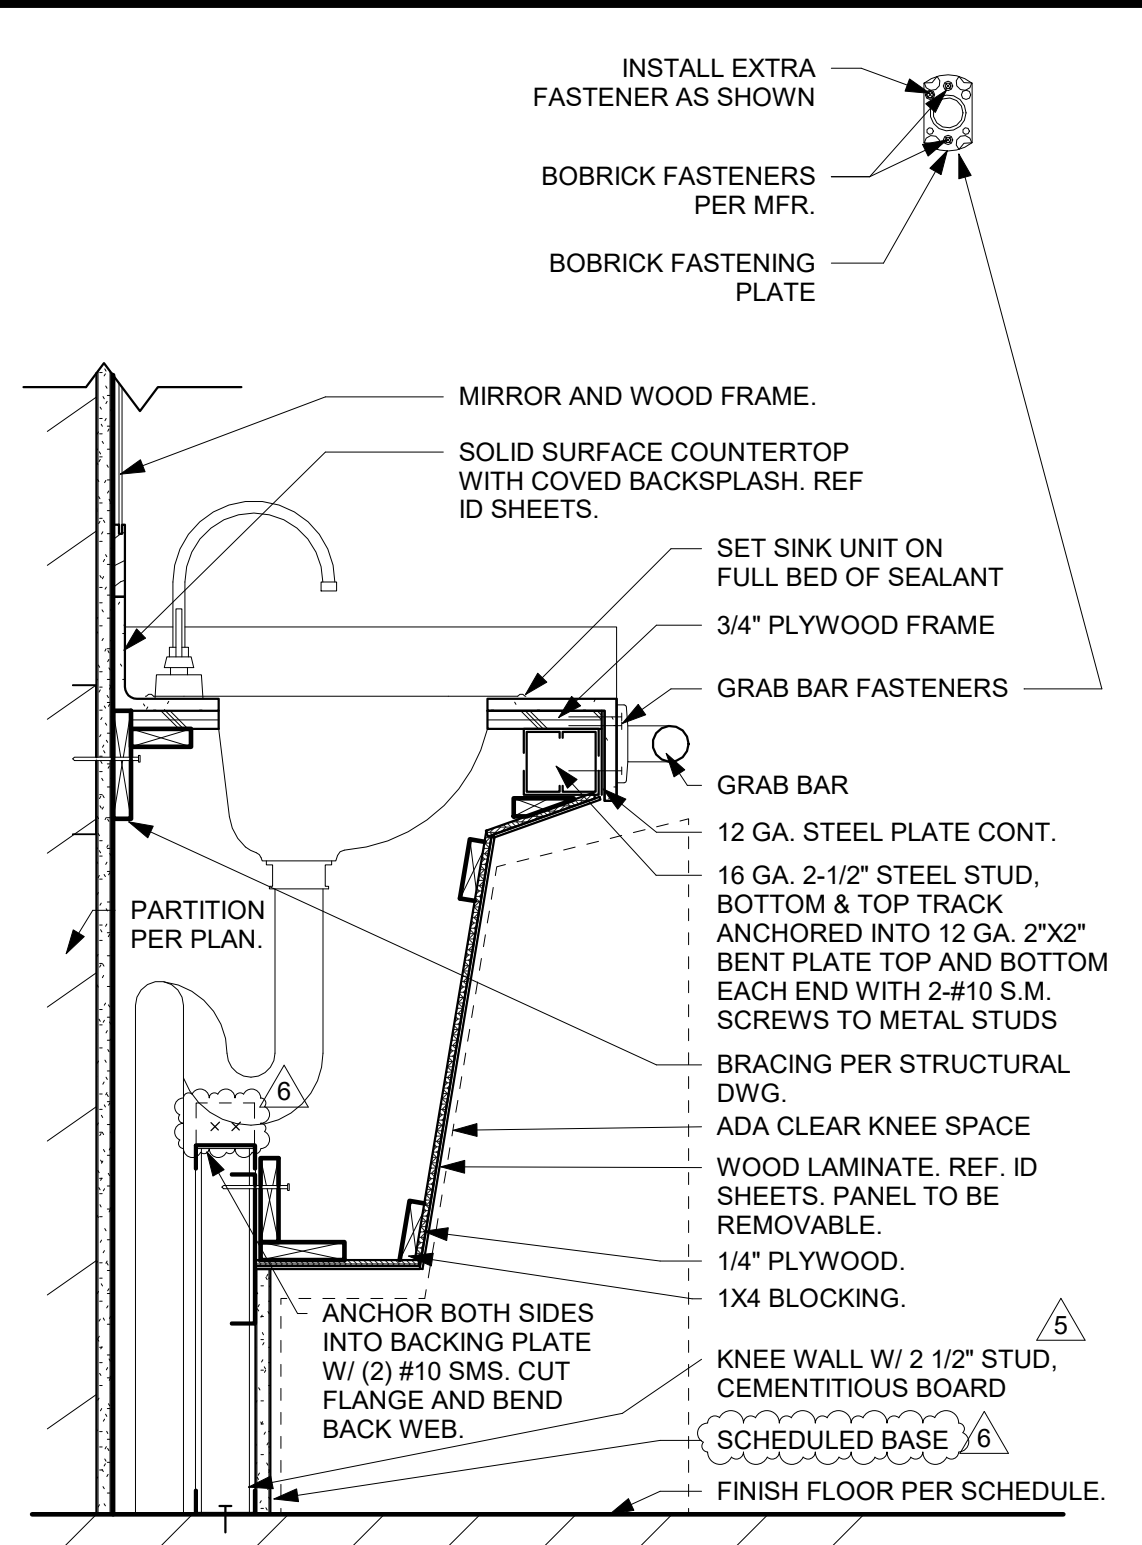 INSTALL EXTRA
FASTENER AS SHOWN
BOBRICK FASTENERS
PER MFR.
BOBRICK FASTENING
PLATE
MIRROR AND WOOD FRAME.
SOLID SURFACE COUNTERTOP
WITH COVED BACKSPLASH. REF
ID SHEETS.
SET SINK UNIT ON
FULL BED OF SEALANT
3/4" PLYWOOD FRAME
GRAB BAR FASTENERS
GRAB BAR
12 GA. STEEL PLATE CONT.
16 GA. 2-1/2" STEEL STUD,
BOTTOM & TOP TRACK
ANCHORED INTO 12 GA. 2"X2"
BENT PLATE TOP AND BOTTOM
EACH END WITH 2-#10 S.M.
SCREWS TO METAL STUDS
PARTITION
PER PLAN.
BRACING PER STRUCTURAL
DWG.
6
ADA CLEAR KNEE SPACE
WOOD LAMINATE. REF. ID
SHEETS. PANEL TO BE
REMOVABLE.
1/4" PLYWOOD.
1X4 BLOCKING.
ANCHOR BOTH SIDES
INTO BACKING PLATE
W/ (2) #10 SMS. CUT
FLANGE AND BEND
BACK WEB.
5
KNEE WALL W/ 2 1/2" STUD,
CEMENTITIOUS BOARD
SCHEDULED BASE 6
FINISH FLOOR PER SCHEDULE.